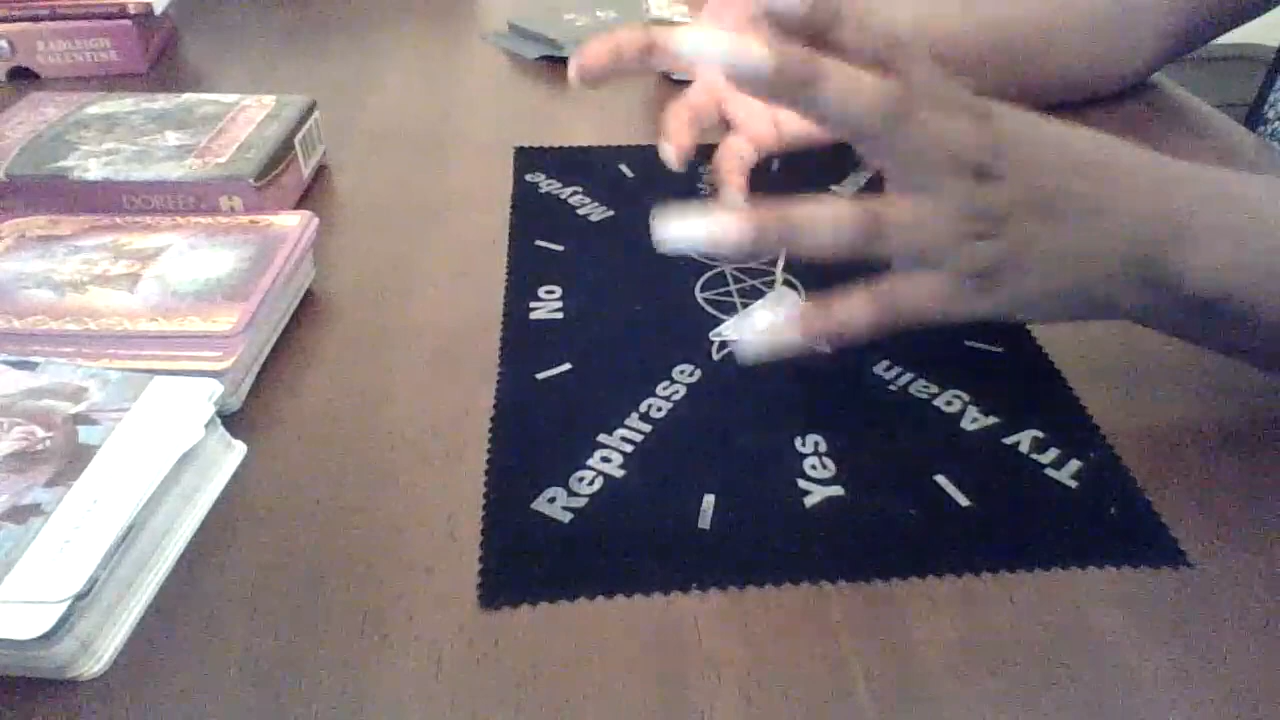 RADLEIGH
VALENTINE
DOREEN
Maybe
No
Rephrase
Yes
Try Again